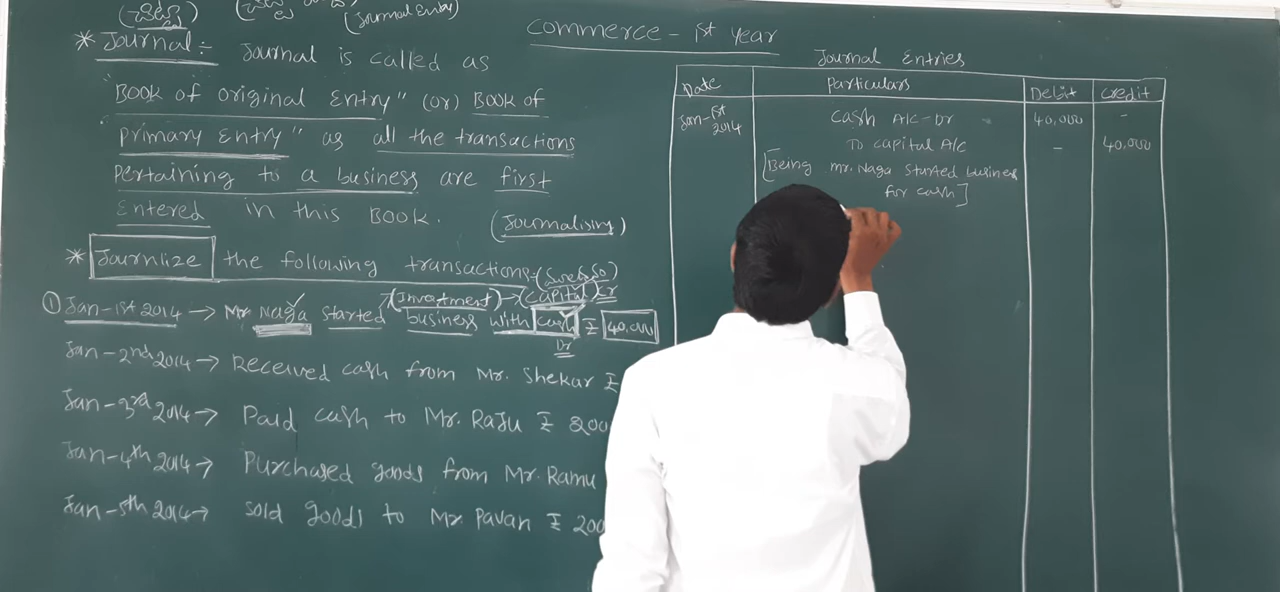 (Journal Entry)
* Journal :- Journal is called as
"BOOK of original Entry" (or) BOOK of
Primary Entry" as all the transactions
Pertaining to a business are first
Entered in this BOOK. (Journalising)
* Journlize the following transactions:-
(Investment) → (Capital) Cr
① Jan-1st 2014 → Mr Naga started business with cash ₹ 40,000
Dr
Jan-2nd 2014 → Received cash from Mr. Shekar ₹
Jan-3rd 2014 → Paid cash to Mr. Raju ₹
Jan-4th 2014 → Purchased goods from Mr. Ramu
Jan-5th 2014 → sold goods to Mr. Pavan ₹ 200
Commerce - 1st year
Journal Entries
Date Particulars Debit Credit
Jan-1st 2014 Cash A/C-Dr 40,000 -
To capital A/C - 40,000
[Being mr. Naga Started business
for cash]